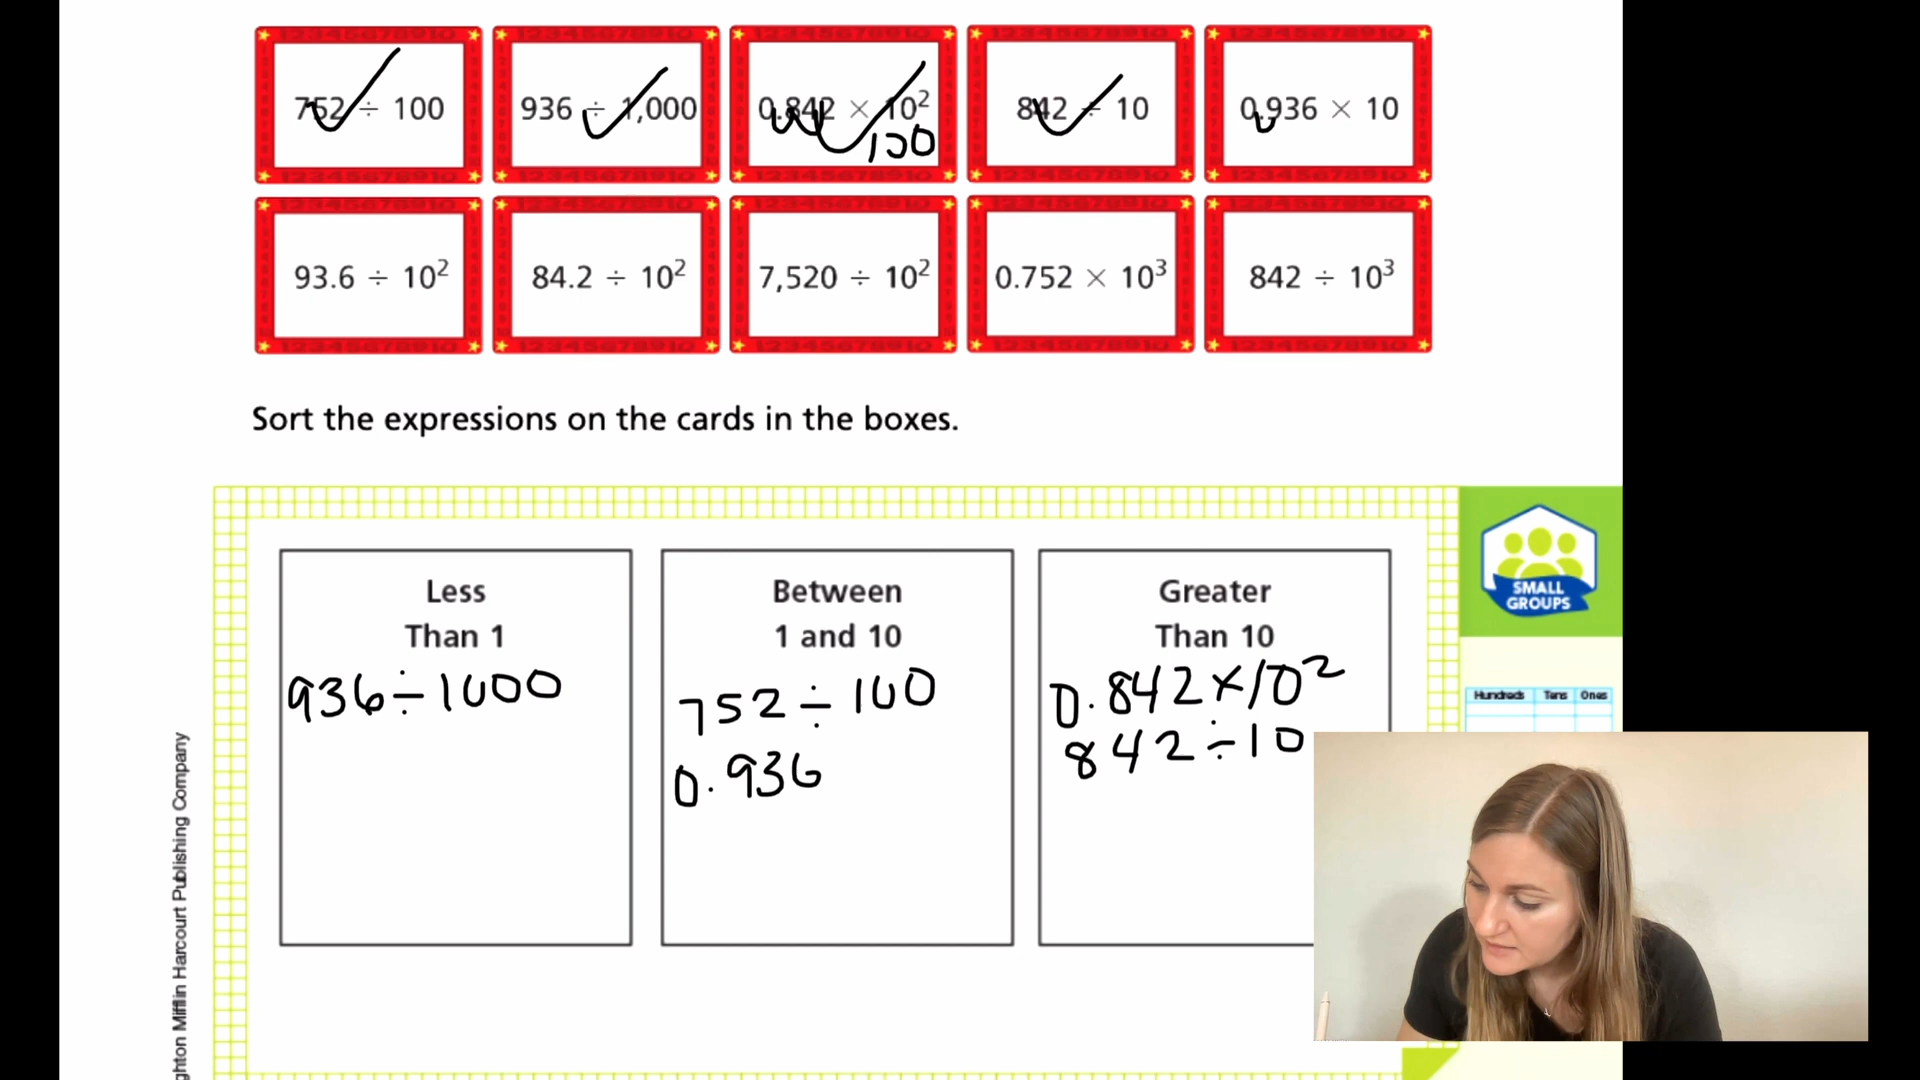 752 ÷ 100
936 ÷ 1,000
0.842 × 10²
100
842 ÷ 10
0.936 × 10
93.6 ÷ 10²
84.2 ÷ 10²
7,520 ÷ 10²
0.752 × 10³
842 ÷ 10³
Sort the expressions on the cards in the boxes.
Less
Than 1
936÷1000
Between
1 and 10
752÷100
0.936
Greater
Than 10
0.842×10²
842÷10
SMALL
GROUPS
Hundreds Tens Ones
ghton Mifflin Harcourt Publishing Company